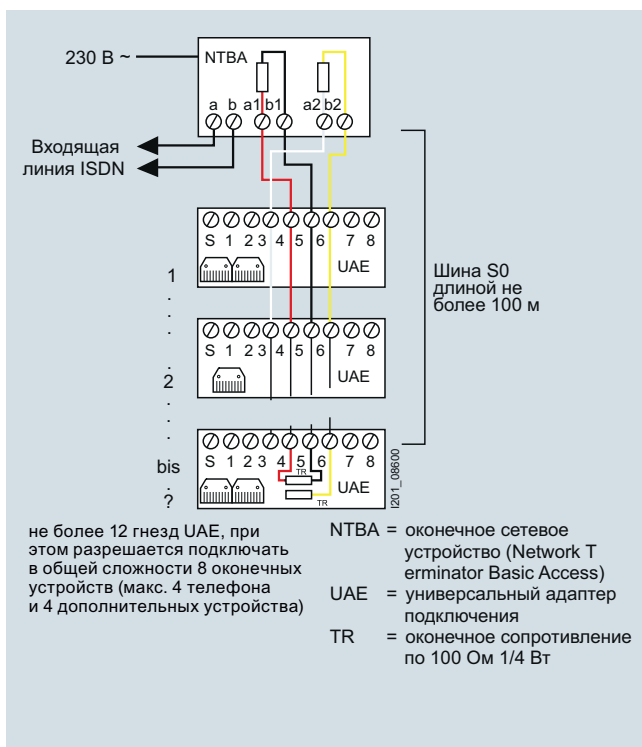 230 В ~
NTBA
a b a1 b1 a2 b2
Входящая
линия ISDN
S 1 2 3 4 5 6 7 8
UAE
1
.
.
.
Шина S0
длиной не
более 100 м
S 1 2 3 4 5 6 7 8
UAE
.
2
.
.
.
S 1 2 3 4 5 6 7 8
TR
UAE
TR
bis
.
?
I201_08600
не более 12 гнезд UAE, при
этом разрешается подключать
в общей сложности 8 оконечных
устройств (макс. 4 телефона
и 4 дополнительных устройства)
NTBA = оконечное сетевое
устройство (Network T
erminator Basic Access)
UAE = универсальный адаптер
подключения
TR = оконечное сопротивление
по 100 Ом 1/4 Вт